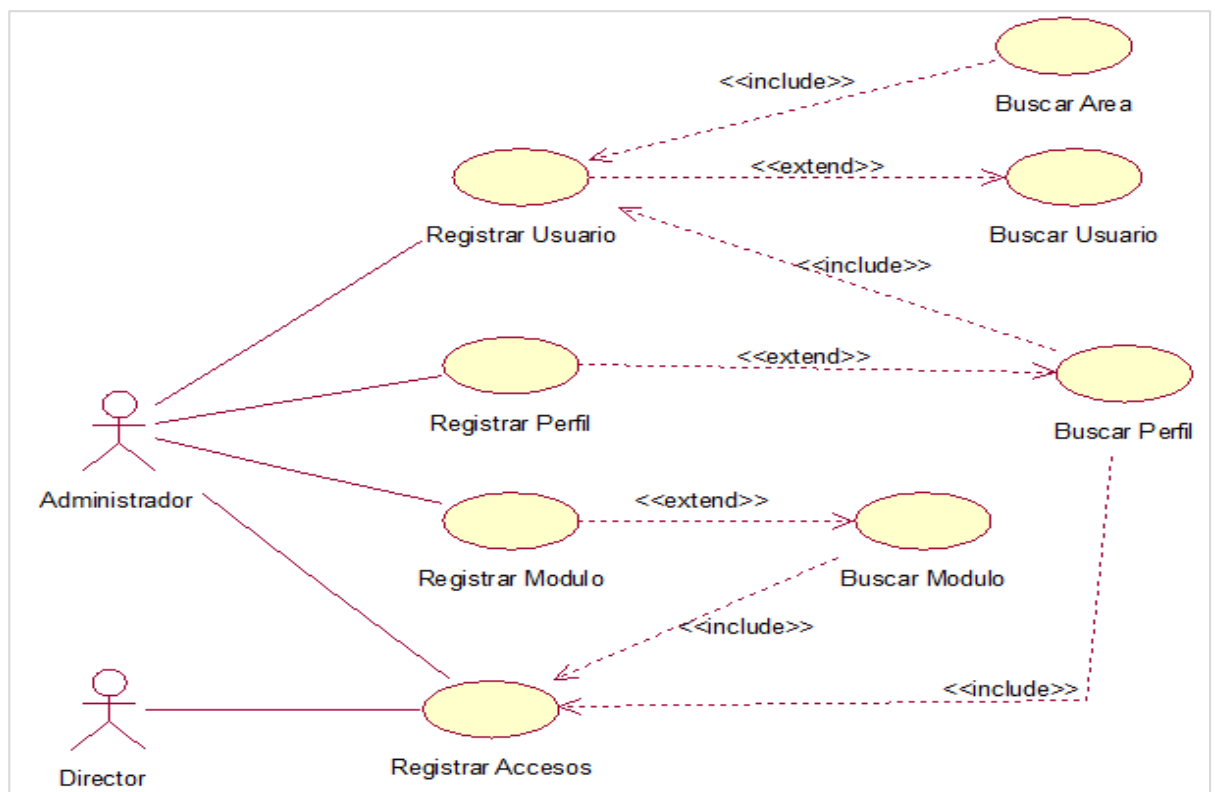 <<include>>
Buscar Area
<<extend>>
Registrar Usuario
Buscar Usuario
<<include>>
<<extend>>
Registrar Perfil
Buscar Perfil
Administrador
<<extend>>
Registrar Modulo
Buscar Modulo
<<include>>
<<include>>
Registrar Accesos
Director